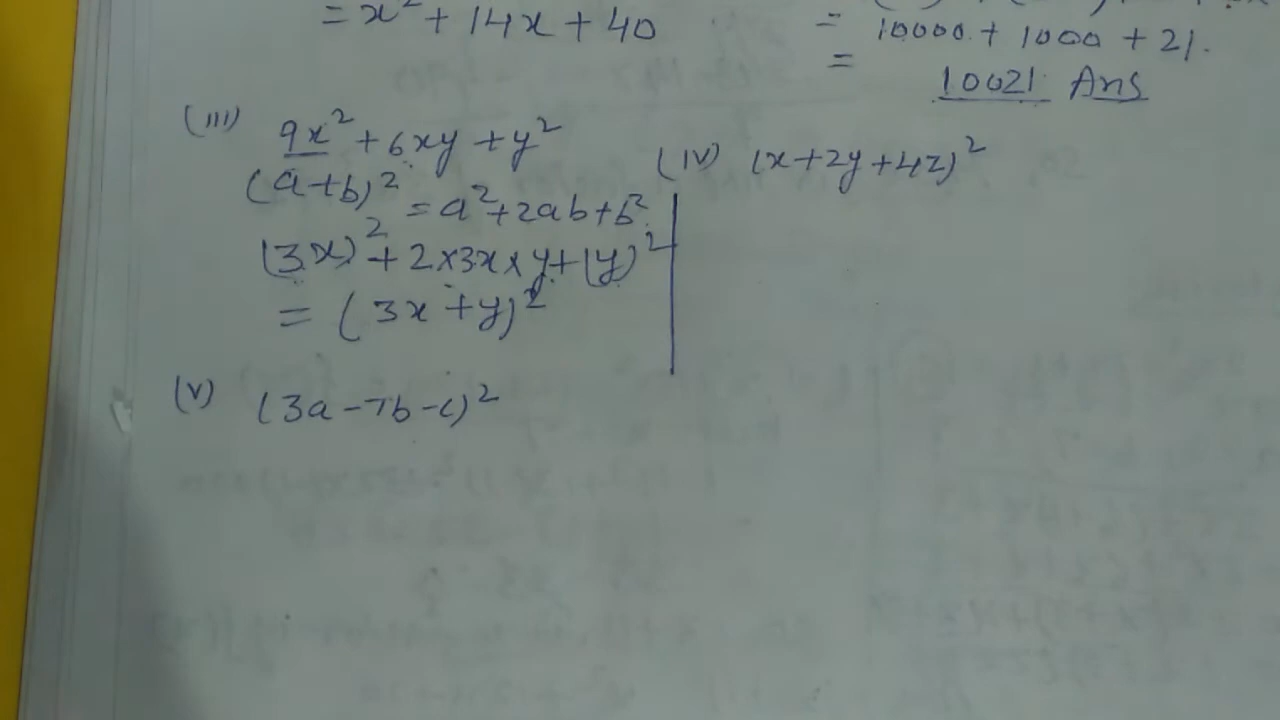 = x² + 14x + 40
= 10000 + 1000 + 21.
= 10021 Ans
(III) 9x² + 6xy + y²
(a+b)² = a²+2ab+b²
(3x)² + 2×3x×y+(y)²
= (3x+y)²
(IV) (x+2y+4z)²
(V) (3a-7b-c)²